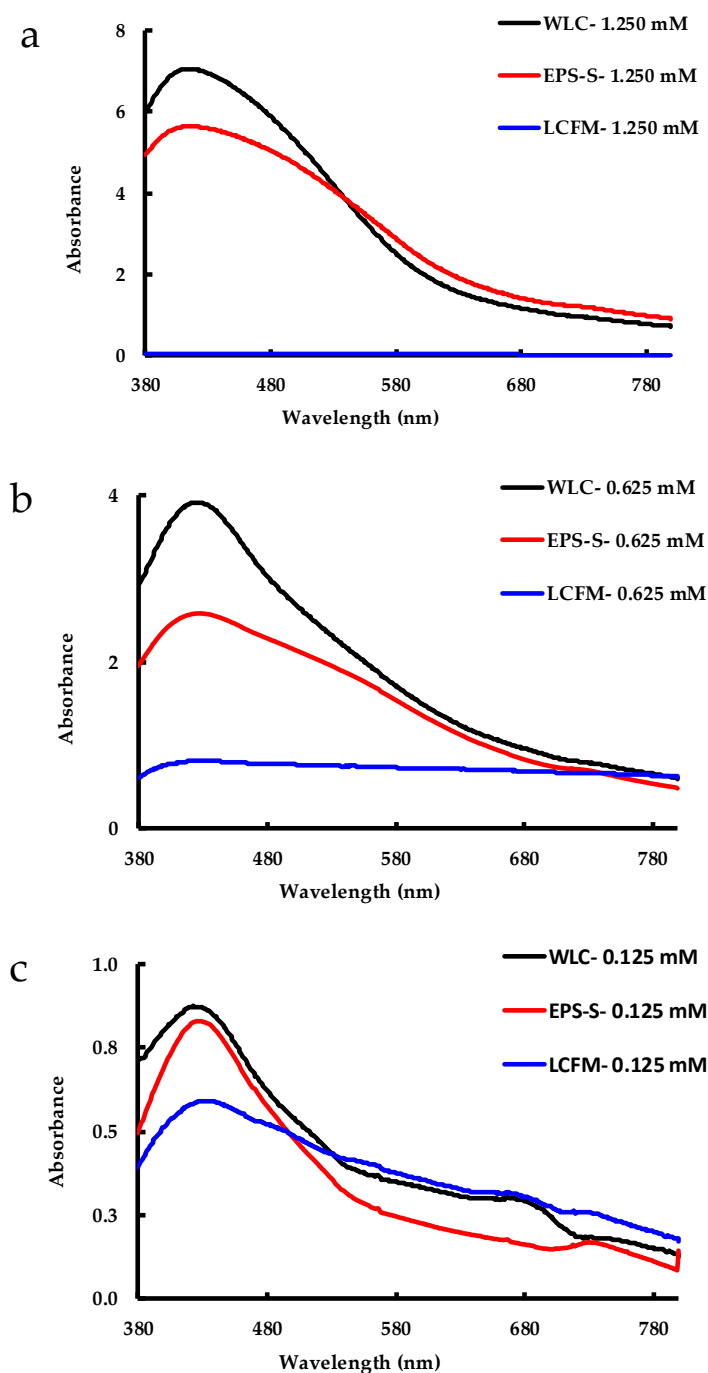 a
WLC- 1.250 mM
EPS-S- 1.250 mM
LCFM- 1.250 mM
8
6
4
2
0
Absorbance
380 480 580 680 780
Wavelength (nm)
b
WLC- 0.625 mM
EPS-S- 0.625 mM
LCFM- 0.625 mM
4
2
0
Absorbance
380 480 580 680 780
Wavelength (nm)
c
WLC- 0.125 mM
EPS-S- 0.125 mM
LCFM- 0.125 mM
1.0
0.8
0.5
0.3
0.0
Absorbance
380 480 580 680 780
Wavelength (nm)